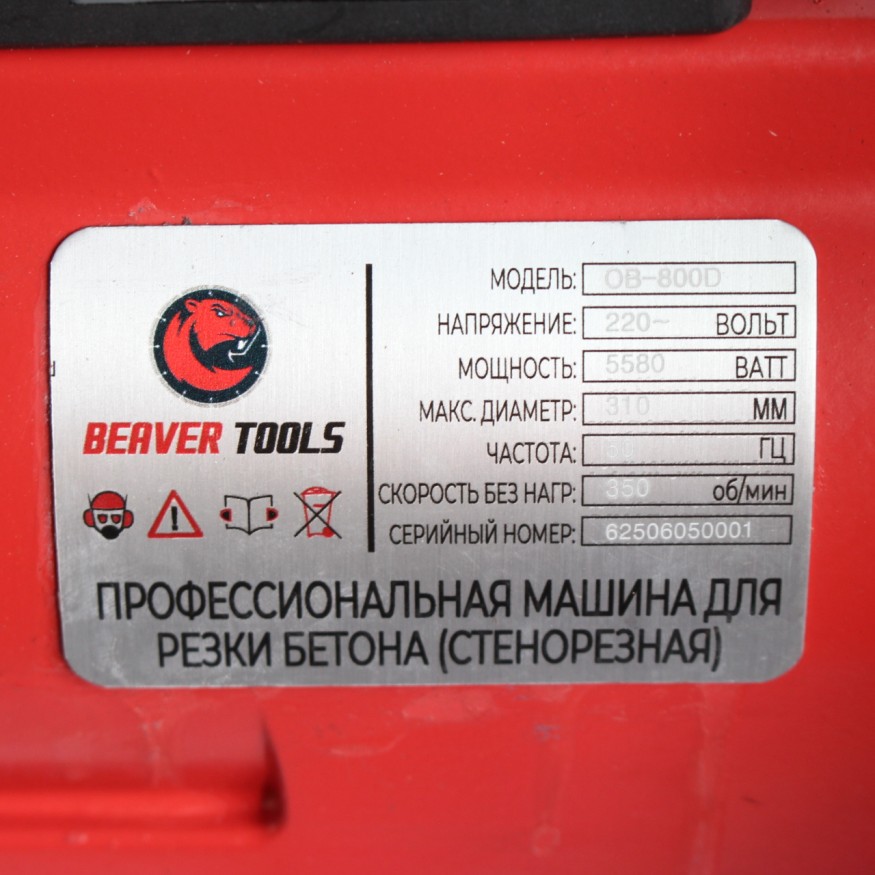 BEAVER TOOLS
МОДЕЛЬ: OB-800D
НАПРЯЖЕНИЕ: 220~ ВОЛЬТ
МОЩНОСТЬ: 5580 ВАТТ
МАКС. ДИАМЕТР: 310 ММ
ЧАСТОТА: ГЦ
СКОРОСТЬ БЕЗ НАГР: 350 об/мин
СЕРИЙНЫЙ НОМЕР: 62506050001
ПРОФЕССИОНАЛЬНАЯ МАШИНА ДЛЯ
РЕЗКИ БЕТОНА (СТЕНОРЕЗНАЯ)